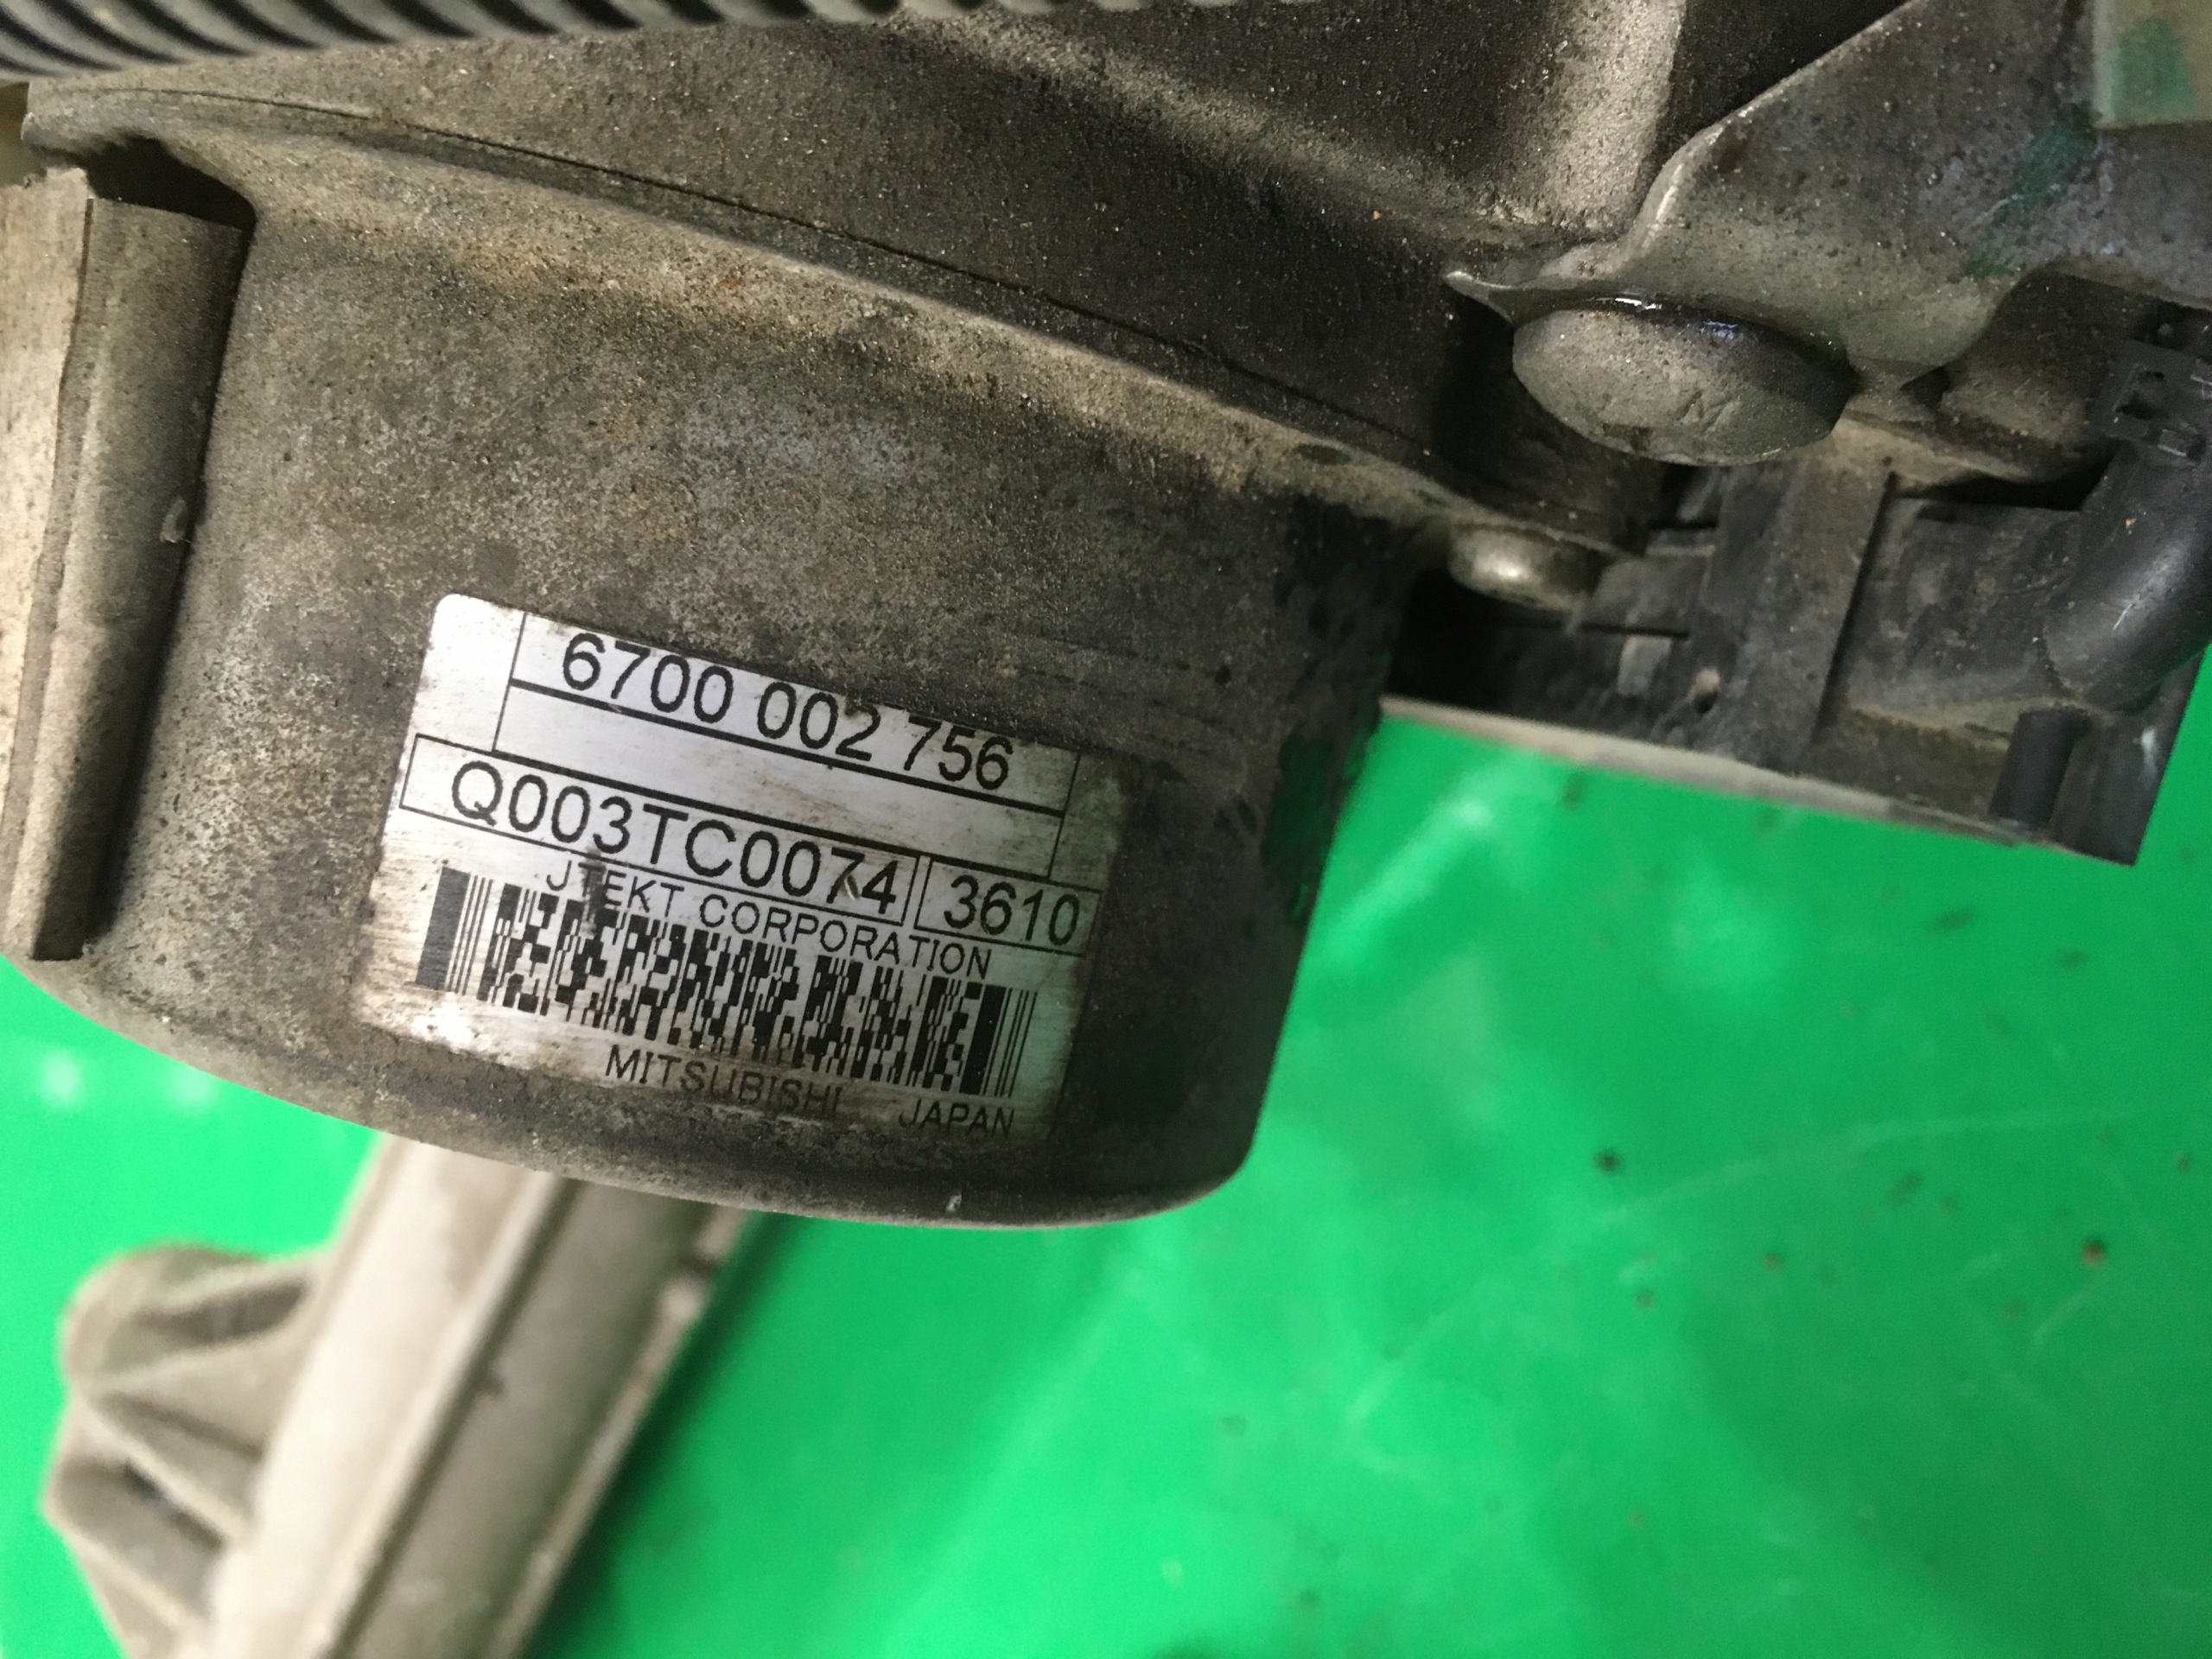 6700 002 756
Q003TC0074 3610
JTEKT CORPORATION
MITSUBISHI JAPAN
M